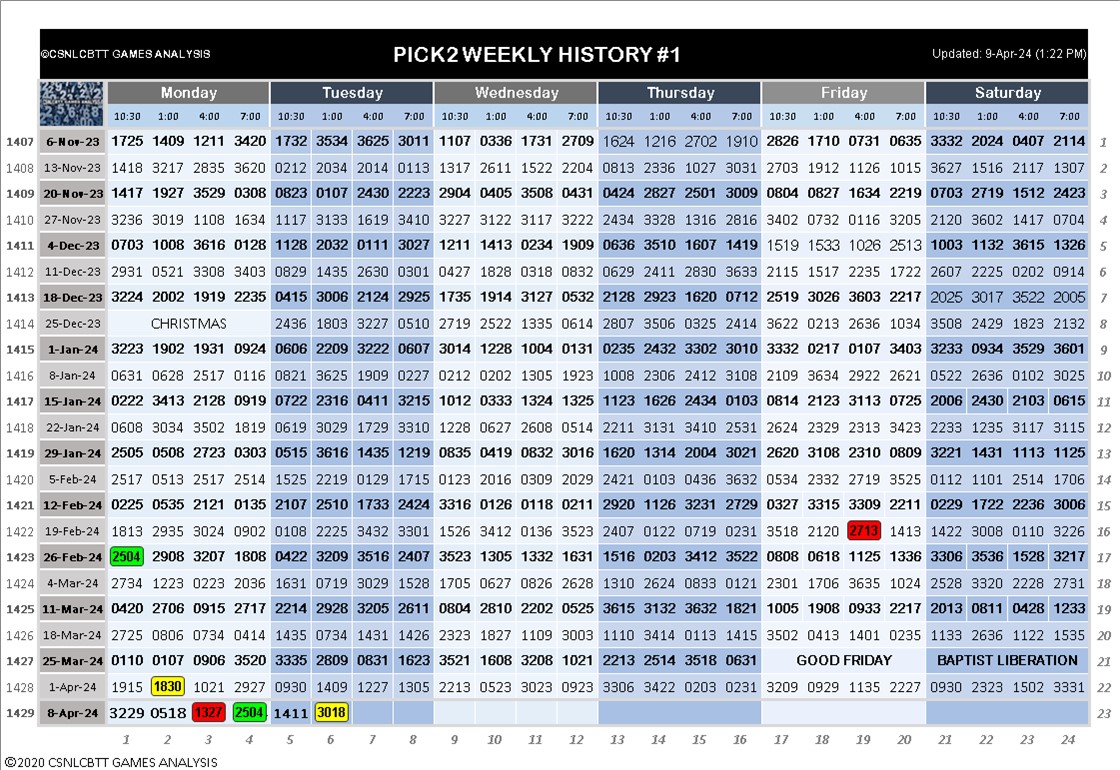 ©CSNLCBTT GAMES ANALYSIS PICK2 WEEKLY HISTORY #1 Updated: 9-Apr-24 (1:22 PM)
Monday Tuesday Wednesday Thursday Friday Saturday
10:30 1:00 4:00 7:00 10:30 1:00 4:00 7:00 10:30 1:00 4:00 7:00 10:30 1:00 4:00 7:00 10:30 1:00 4:00 7:00 10:30 1:00 4:00 7:00
1407 6-Nov-23 1725 1409 1211 3420 1732 3534 3625 3011 1107 0336 1731 2709 1624 1216 2702 1910 2826 1710 0731 0635 3332 2024 0407 2114 1
1408 13-Nov-23 1418 3217 2835 3620 0212 2034 2014 0113 1317 2611 1522 2204 0813 2336 1027 3031 2703 1912 1126 1015 3627 1516 2117 1307 2
1409 20-Nov-23 1417 1927 3529 0308 0823 0107 2430 2223 2904 0405 3508 0431 0424 2827 2501 3009 0804 0827 1634 2219 0703 2719 1512 2423 3
1410 27-Nov-23 3236 3019 1108 1634 1117 3133 1619 3410 3227 3122 3117 3222 2434 3328 1316 2816 3402 0732 0116 3205 2120 3602 1417 0704 4
1411 4-Dec-23 0703 1008 3616 0128 1128 2032 0111 3027 1211 1413 0234 1909 0636 3510 1607 1419 1519 1533 1026 2513 1003 1132 3615 1326 5
1412 11-Dec-23 2931 0521 3308 3403 0829 1435 2630 0301 0427 1828 0318 0832 0629 2411 2830 3633 2115 1517 2235 1722 2607 2225 0202 0914 6
1413 18-Dec-23 3224 2002 1919 2235 0415 3006 2124 2925 1735 1914 3127 0532 2128 2923 1620 0712 2519 3026 3603 2217 2025 3017 3522 2005 7
1414 25-Dec-23 CHRISTMAS 2436 1803 3227 0510 2719 2522 1335 0614 2807 3506 0325 2414 3622 0213 2636 1034 3508 2429 1823 2132 8
1415 1-Jan-24 3223 1902 1931 0924 0606 2209 3222 0607 3014 1228 1004 0131 0235 2432 3302 3010 3332 0217 0107 3403 3233 0934 3529 3601 9
1416 8-Jan-24 0631 0628 2517 0116 0821 3625 1909 0227 0212 0202 1305 1923 1008 2306 2412 3108 2109 3634 2922 2621 0522 2636 0102 3025 10
1417 15-Jan-24 0222 3413 2128 0919 0722 2316 0411 3215 1012 0333 1324 1325 1123 1626 2434 0103 0814 2123 3113 0725 2006 2430 2103 0615 11
1418 22-Jan-24 0608 3034 3502 1819 0619 3029 1729 3310 1228 0627 2608 0514 2211 3131 3410 2531 2624 2329 2313 3423 2233 1235 3117 3115 12
1419 29-Jan-24 2505 0508 2723 0303 0515 3616 1435 1219 0835 0419 0832 3016 1620 1314 2004 3021 2620 3108 2310 0809 3221 1431 1113 1125 13
1420 5-Feb-24 2517 0513 2517 2514 1525 2219 0129 1715 0123 2016 0309 2029 2421 0103 0436 3632 0534 2332 2719 3525 0112 1101 2514 1706 14
1421 12-Feb-24 0225 0535 2121 0135 2107 2510 1733 2424 3316 0126 0118 0211 2920 1126 3231 2729 0327 3315 3309 2211 0229 1722 2236 3006 15
1422 19-Feb-24 1813 2935 3024 0902 0108 2225 3432 3301 1526 3412 0136 3523 2407 0122 0719 0231 3518 2120 2713 1413 1422 3008 0110 3226 16
1423 26-Feb-24 2504 2908 3207 1808 0422 3209 3516 2407 3523 1305 1332 1631 1516 0203 3412 3522 0808 0618 1125 1336 3306 3536 1528 3217 17
1424 4-Mar-24 2734 1223 0223 2036 1631 0719 3029 1528 1705 0627 0826 2628 1310 2624 0833 0121 2301 1706 3635 1024 2528 3320 2228 2731 18
1425 11-Mar-24 0420 2706 0915 2717 2214 2928 3205 2611 0804 2810 2202 0525 3615 3132 3632 1821 1005 1908 0933 2217 2013 0811 0428 1233 19
1426 18-Mar-24 2725 0806 0734 0414 1435 0734 1431 1426 2323 1827 1109 3003 1110 3414 0113 1415 3502 0413 1401 0235 1133 2636 1122 1535 20
1427 25-Mar-24 0110 0107 0906 3520 3335 2809 0831 1623 3521 1608 3208 1021 2213 2514 3518 0631 GOOD FRIDAY BAPTIST LIBERATION 21
1428 1-Apr-24 1915 1830 1021 2927 0930 1409 1227 1305 2213 0523 3023 0923 3306 3422 0203 0231 3209 0929 1135 2227 0930 2323 1502 3331 22
1429 8-Apr-24 3229 0518 1327 2504 1411 3018 23
1 2 3 4 5 6 7 8 9 10 11 12 13 14 15 16 17 18 19 20 21 22 23 24
©2020 CSNLCBTT GAMES ANALYSIS